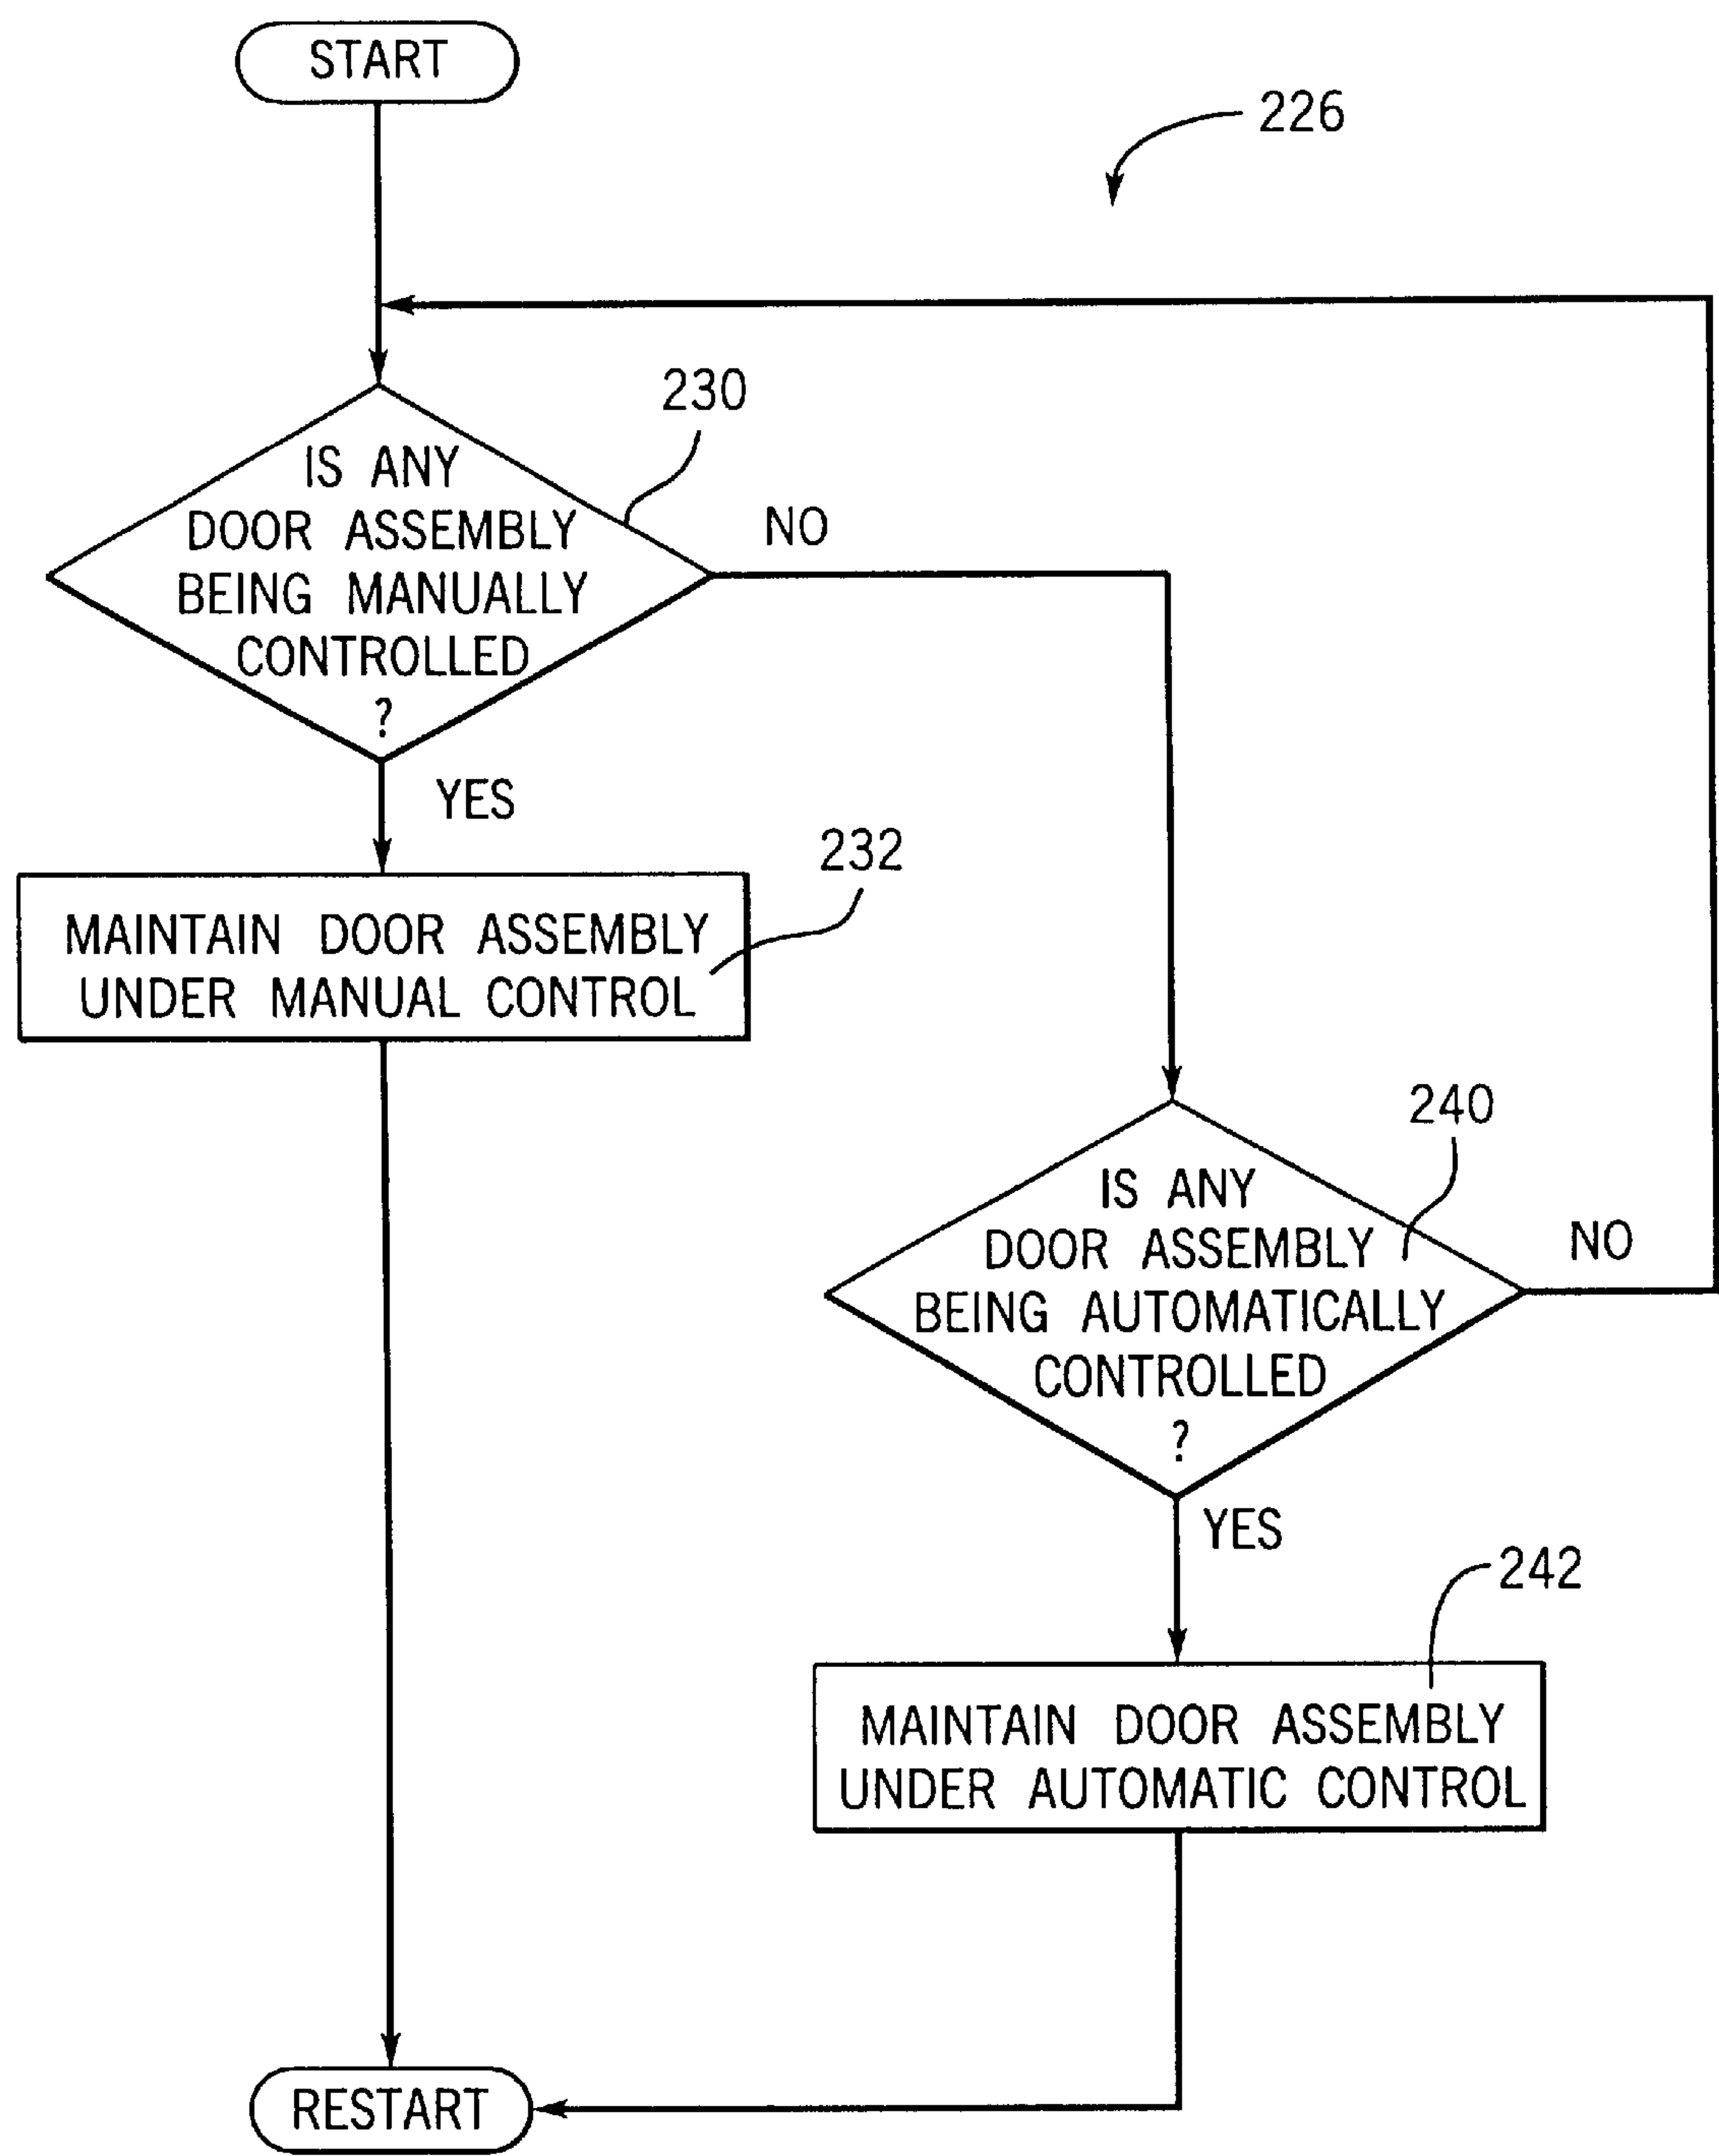 START
226
230
IS ANY
DOOR ASSEMBLY
BEING MANUALLY
CONTROLLED
?
NO
YES
232
MAINTAIN DOOR ASSEMBLY
UNDER MANUAL CONTROL
240
IS ANY
DOOR ASSEMBLY
BEING AUTOMATICALLY
CONTROLLED
?
NO
YES
242
MAINTAIN DOOR ASSEMBLY
UNDER AUTOMATIC CONTROL
RESTART